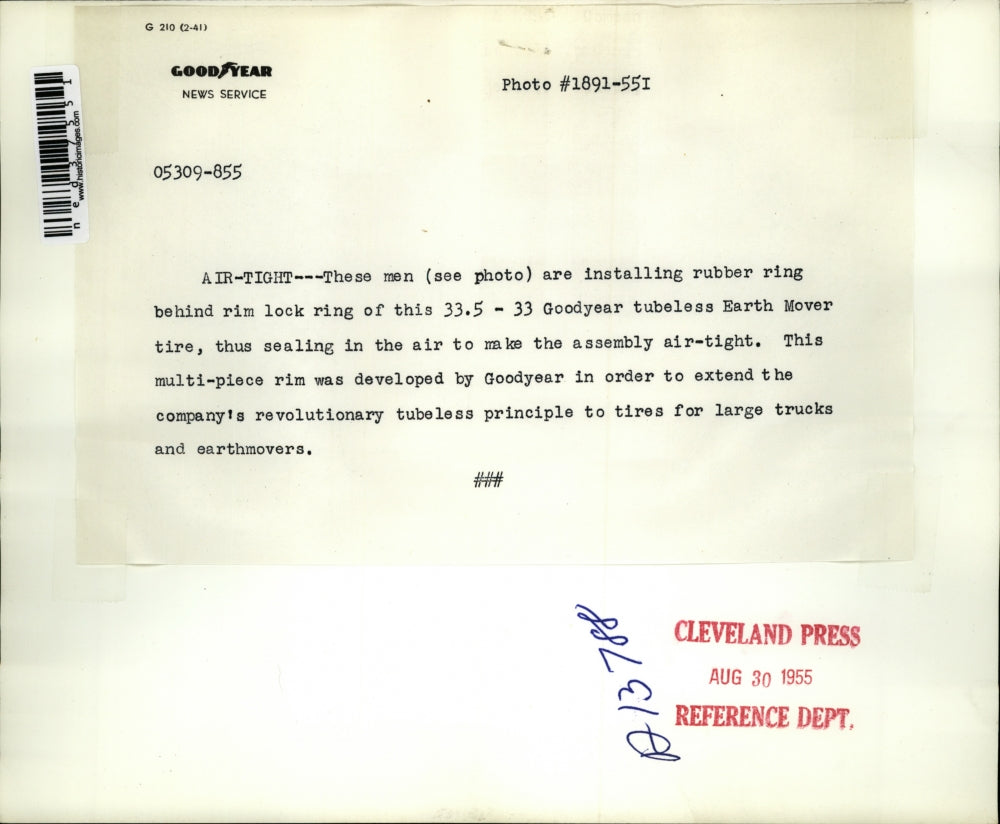 G 210 (2-41)
GOODYEAR
NEWS SERVICE
Photo #1891-55I
05309-855
AIR-TIGHT---These men (see photo) are installing rubber ring
behind rim lock ring of this 33.5 - 33 Goodyear tubeless Earth Mover
tire, thus sealing in the air to make the assembly air-tight. This
multi-piece rim was developed by Goodyear in order to extend the
company's revolutionary tubeless principle to tires for large trucks
and earthmovers.
###
www.historicimages.com
CLEVELAND PRESS
AUG 30 1955
REFERENCE DEPT.